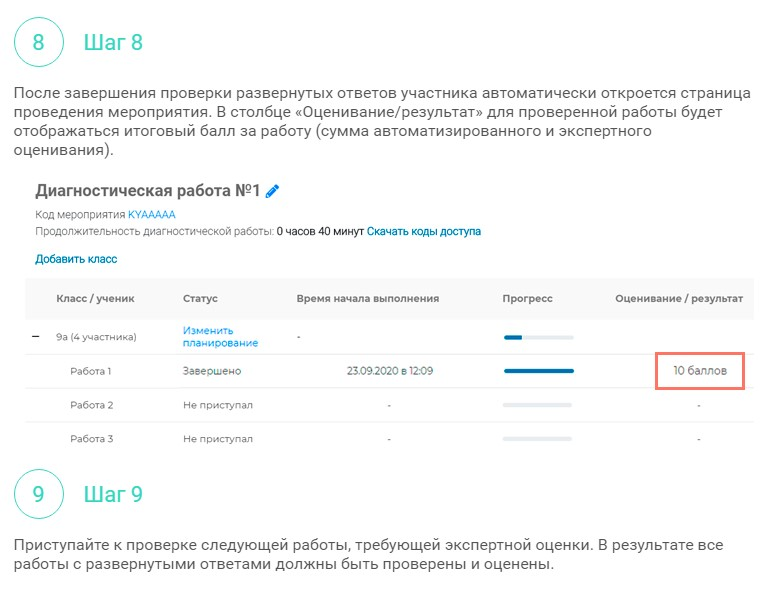 8 Шаг 8
После завершения проверки развернутых ответов участника автоматически откроется страница
проведения мероприятия. В столбце «Оценивание/результат» для проверенной работы будет
отображаться итоговый балл за работу (сумма автоматизированного и экспертного
оценивания).
Диагностическая работа №1
Код мероприятия KYAAAAA
Продолжительность диагностической работы: 0 часов 40 минут Скачать коды доступа
Добавить класс
Класс / ученик Статус Время начала выполнения Прогресс Оценивание / результат
– 9а (4 участника) Изменить планирование -
Работа 1 Завершено 23.09.2020 в 12:09 10 баллов
Работа 2 Не приступал - -
Работа 3 Не приступал - -
9 Шаг 9
Приступайте к проверке следующей работы, требующей экспертной оценки. В результате все
работы с развернутыми ответами должны быть проверены и оценены.